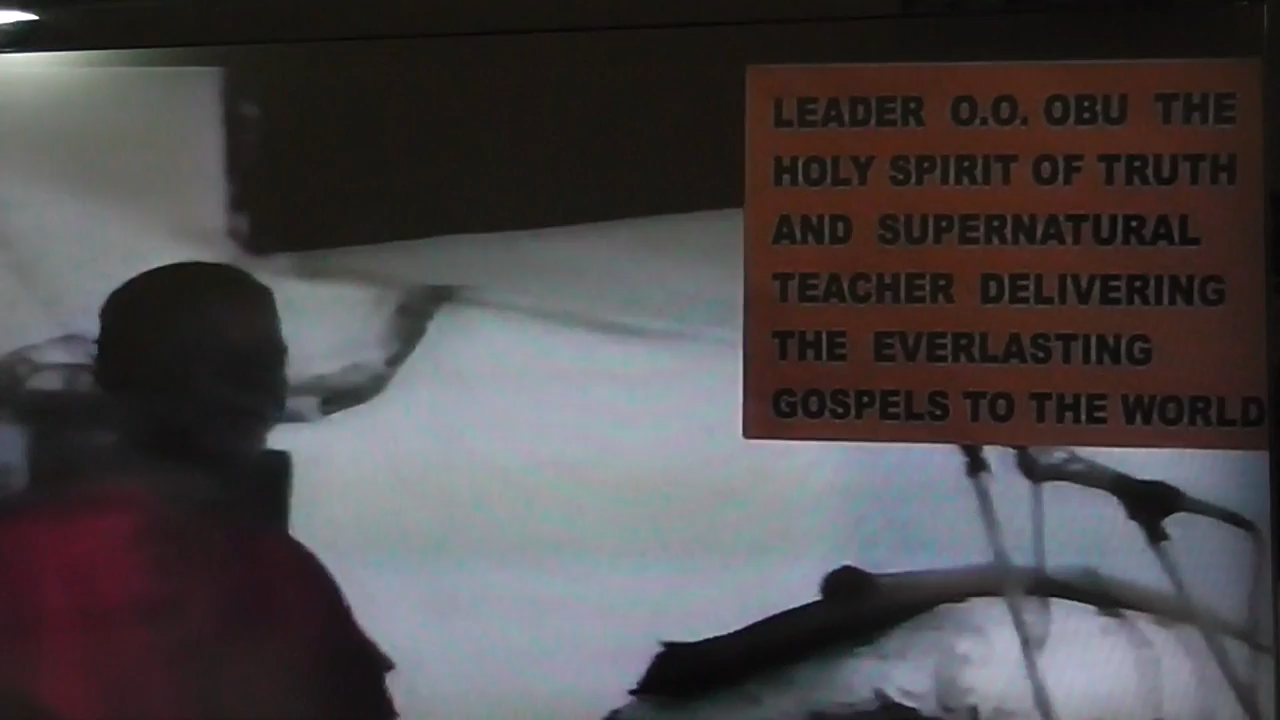 LEADER O.O. OBU THE
HOLY SPIRIT OF TRUTH
AND SUPERNATURAL
TEACHER DELIVERING
THE EVERLASTING
GOSPELS TO THE WORLD